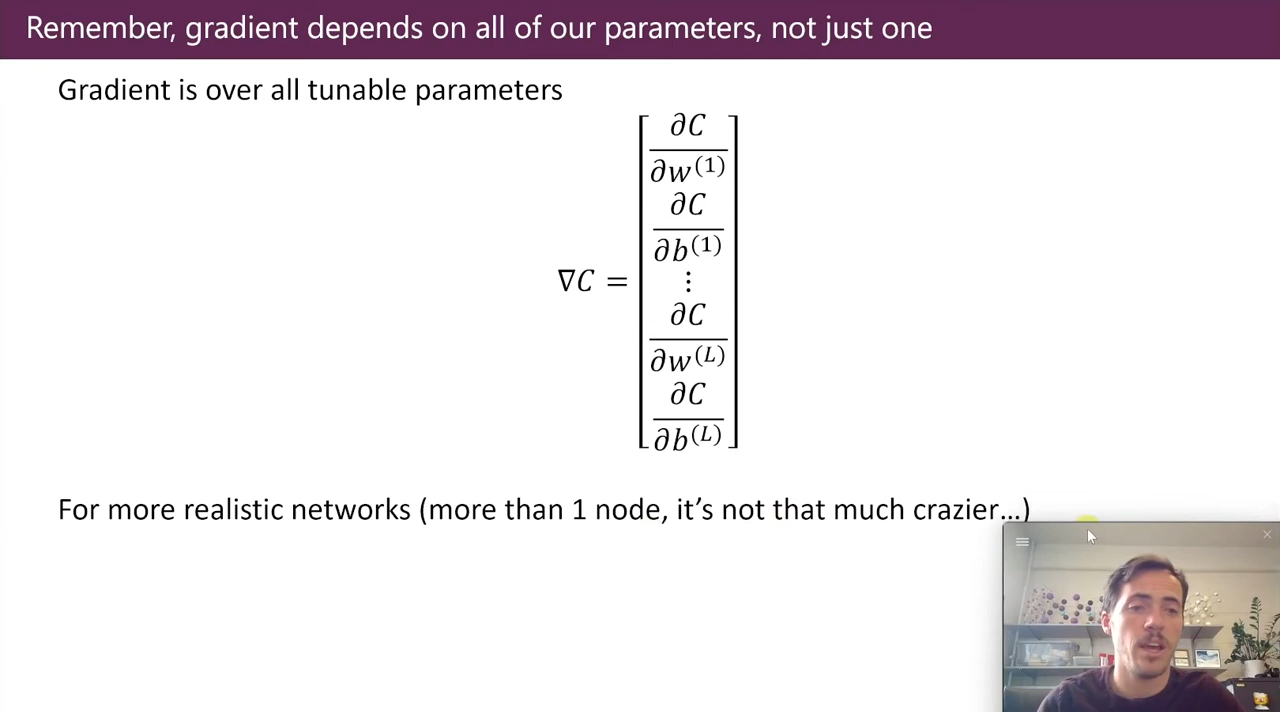 Remember, gradient depends on all of our parameters, not just one
Gradient is over all tunable parameters
∂C
∂w(1)
∂C
∂b(1)
∇C = ⋮
∂C
∂w(L)
∂C
∂b(L)
For more realistic networks (more than 1 node, it’s not that much crazier…)